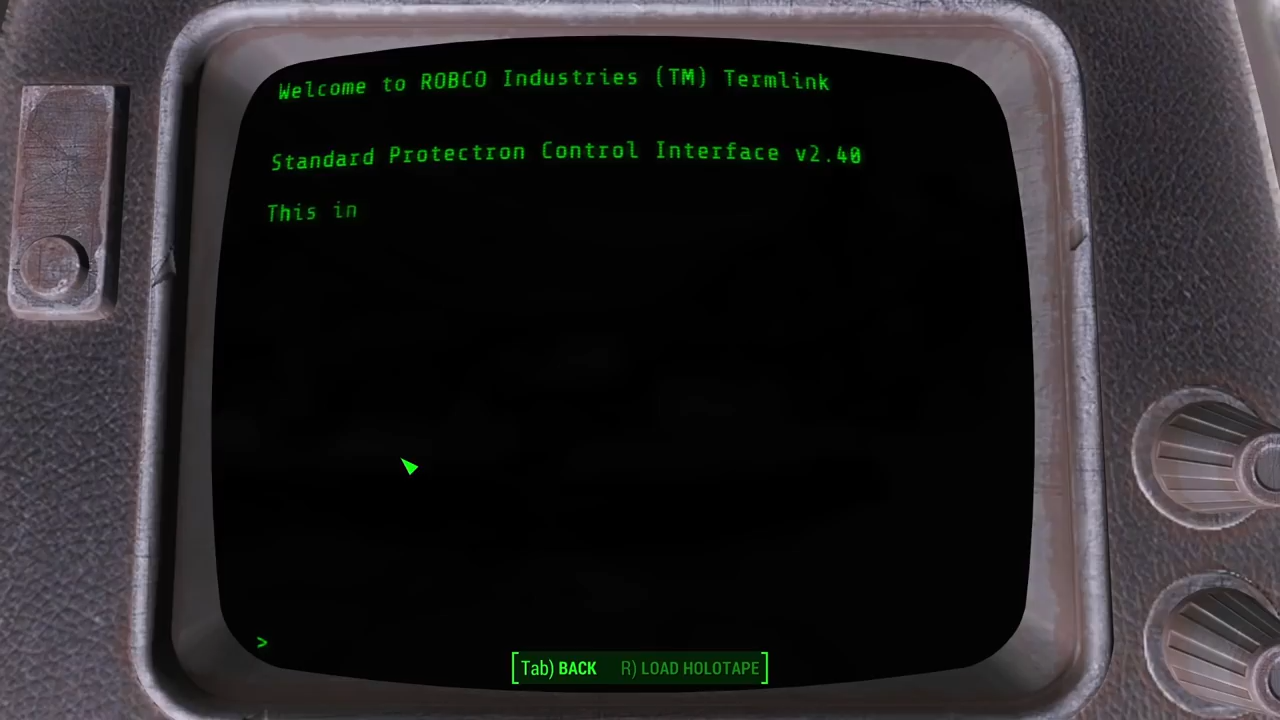 Welcome to ROBCO Industries (TM) Termlink
Standard Protectron Control Interface v2.40
This in
>
Tab) BACK R) LOAD HOLOTAPE